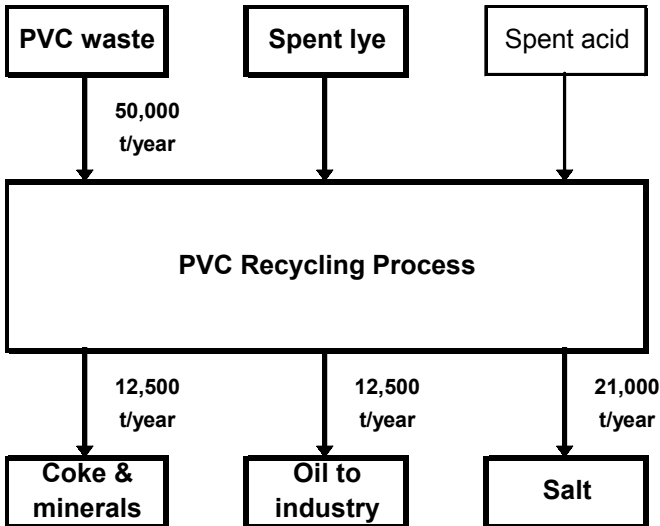 PVC waste
Spent lye
Spent acid
50,000
t/year
PVC Recycling Process
12,500
t/year
12,500
t/year
21,000
t/year
Coke &
minerals
Oil to
industry
Salt